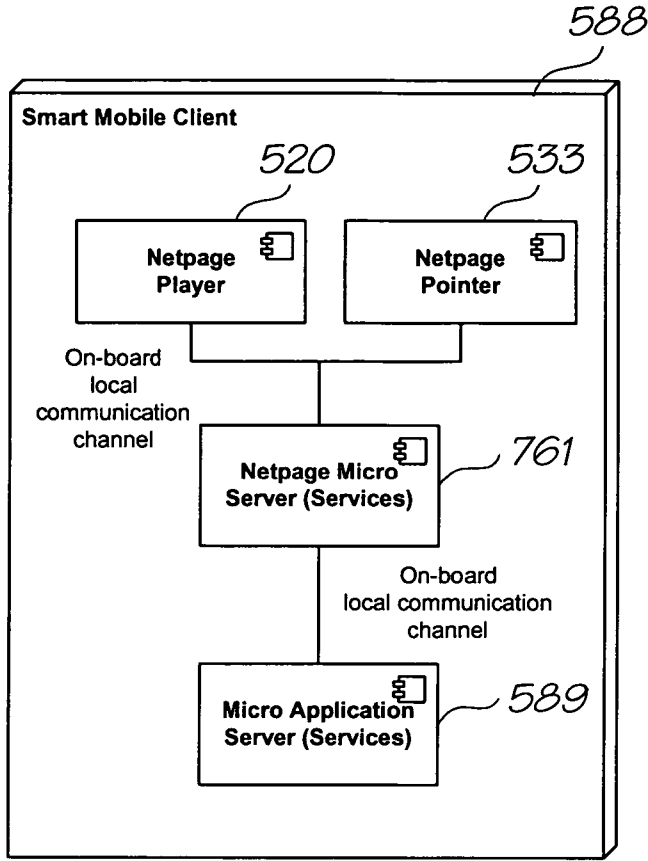 588
Smart Mobile Client
520
533
Netpage
Player
Netpage
Pointer
On-board
local
communication
channel
Netpage Micro
Server (Services)
761
On-board
local communication
channel
Micro Application
Server (Services)
589